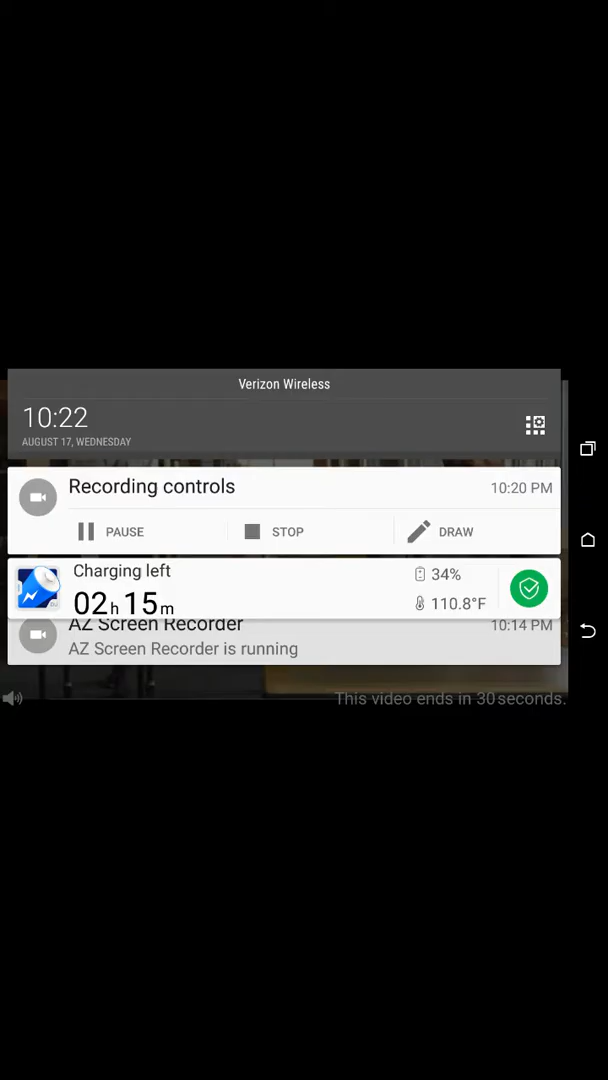 Verizon Wireless
10:22
AUGUST 17, WEDNESDAY
Recording controls
10:20 PM
PAUSE
STOP
DRAW
Charging left
34%
02h 15m
110.8°F
AZ Screen Recorder
10:14 PM
AZ Screen Recorder is running
This video ends in 30 seconds.